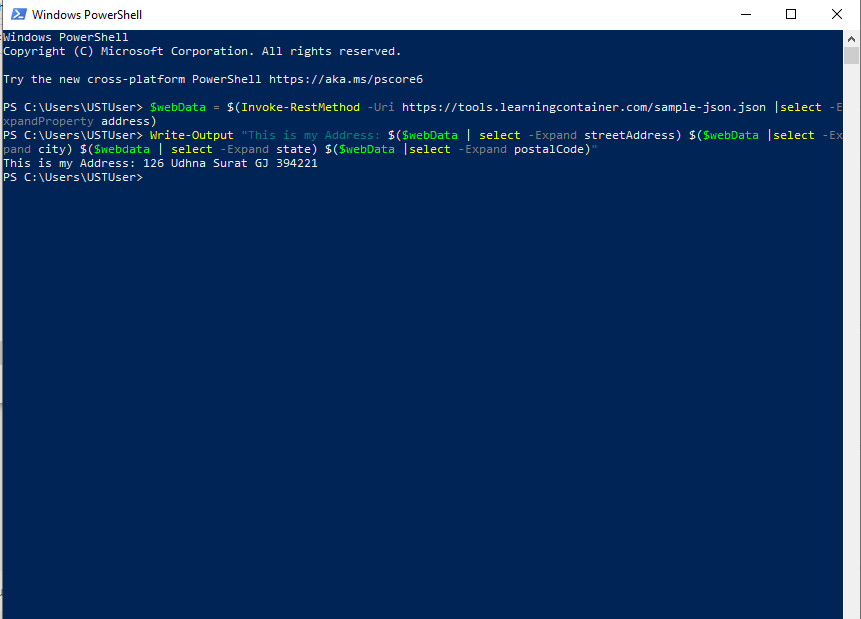 Windows PowerShell
Windows PowerShell
Copyright (C) Microsoft Corporation. All rights reserved.
Try the new cross-platform PowerShell https://aka.ms/pscore6
PS C:\Users\USTUser> $webData = $(Invoke-RestMethod -Uri https://tools.learningcontainer.com/sample-json.json |select -E
xpandProperty address)
PS C:\Users\USTUser> Write-Output "This is my Address: $($webData | select -Expand streetAddress) $($webData |select -Ex
pand city) $($webdata | select -Expand state) $($webData |select -Expand postalCode)"
This is my Address: 126 Udhna Surat GJ 394221
PS C:\Users\USTUser>